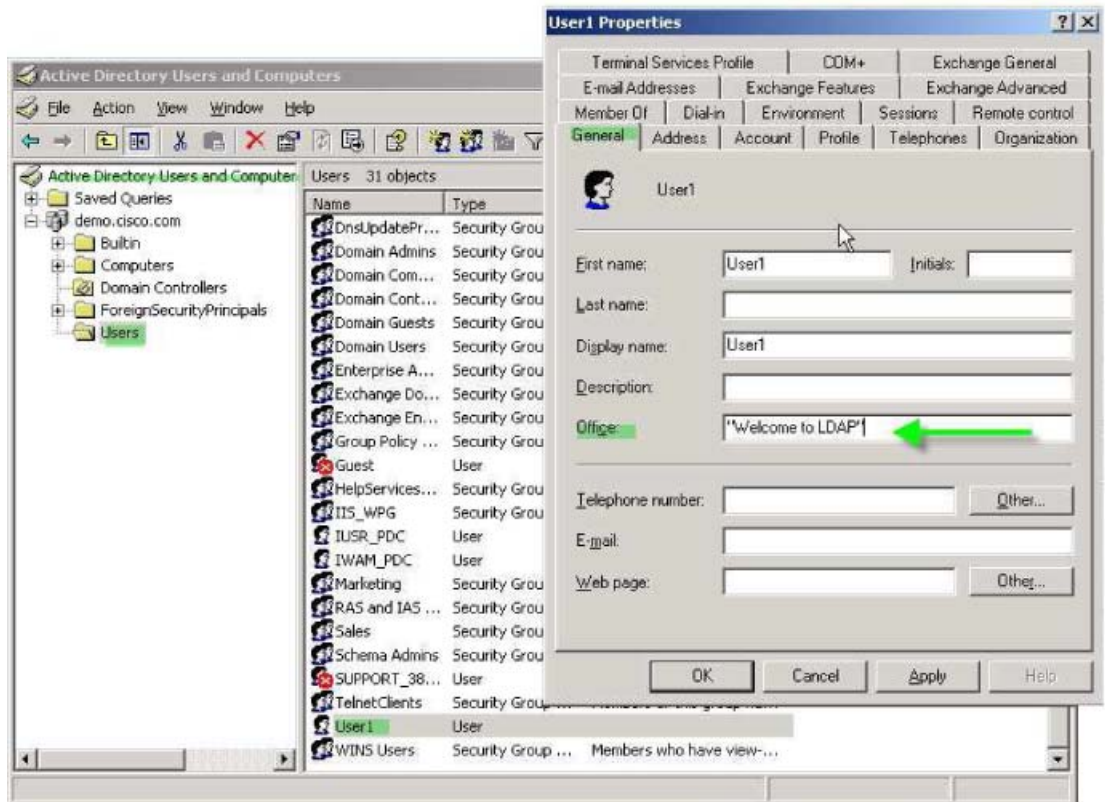 Active Directory Users and Computers
File Action View Window Help
Active Directory Users and Computer
Saved Queries
demo.cisco.com
Builtin
Computers
Domain Controllers
ForeignSecurityPrincipals
Users
Users 31 objects
Name Type
DnsUpdatePr... Security Grou
Domain Admins Security Grou
Domain Com... Security Grou
Domain Cont... Security Grou
Domain Guests Security Grou
Domain Users Security Grou
Enterprise A... Security Grou
Exchange Do... Security Grou
Exchange En... Security Grou
Group Policy ... Security Grou
Guest User
HelpServices... Security Grou
IIS_WPG Security Grou
IUSR_PDC User
IWAM_PDC User
Marketing Security Grou
RAS and IAS ... Security Grou
Sales Security Grou
Schema Admins Security Grou
SUPPORT_38... User
TelnetClients Security Group ... Members of this group ha...
User1 User
WINS Users Security Group ... Members who have view-...
User1 Properties
Terminal Services Profile COM+ Exchange General
E-mail Addresses Exchange Features Exchange Advanced
Member Of Dial-in Environment Sessions Remote control
General Address Account Profile Telephones Organization
User1
First name: User1 Initials:
Last name:
Display name: User1
Description:
Office: "Welcome to LDAP"
Telephone number: Other...
E-mail:
Web page: Other...
OK Cancel Apply Help